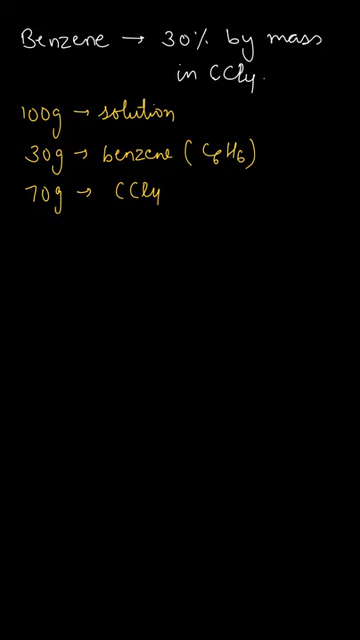 Benzene → 30% by mass
in CCl4.
100g → solution
30g → benzene (C6H6)
70g → CCl4